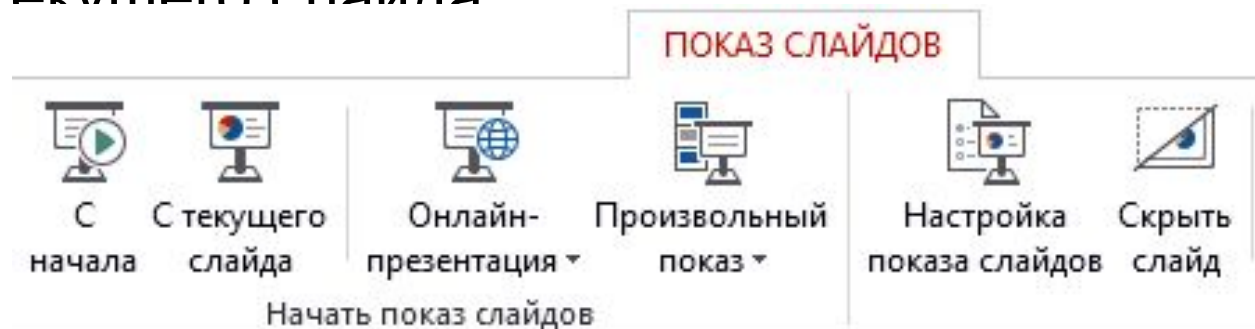 ПОКАЗ СЛАЙДОВ
С начала
С текущего слайда
Онлайн-презентация
Произвольный показ
Настройка показа слайдов
Скрыть слайд
Начать показ слайдов